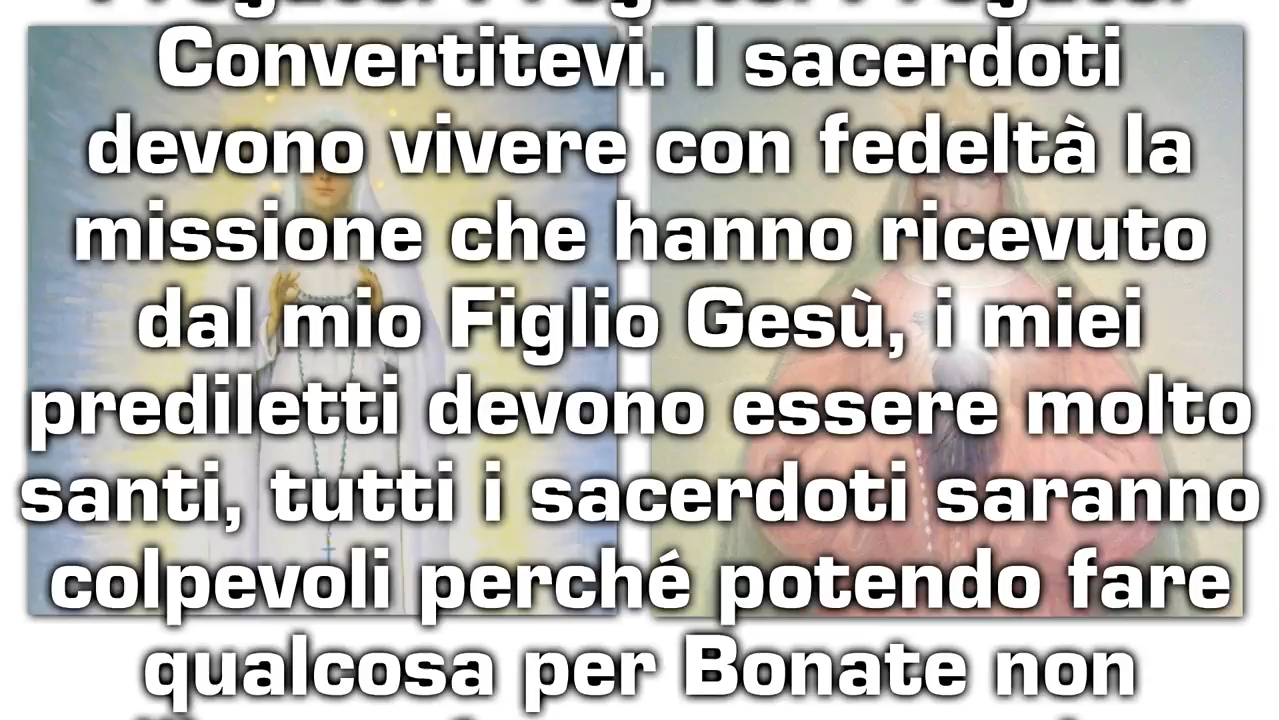 Convertitevi. I sacerdoti
devono vivere con fedeltà la
missione che hanno ricevuto
dal mio Figlio Gesù, i miei
prediletti devono essere molto
santi, tutti i sacerdoti saranno
colpevoli perché potendo fare
qualcosa per Bonate non